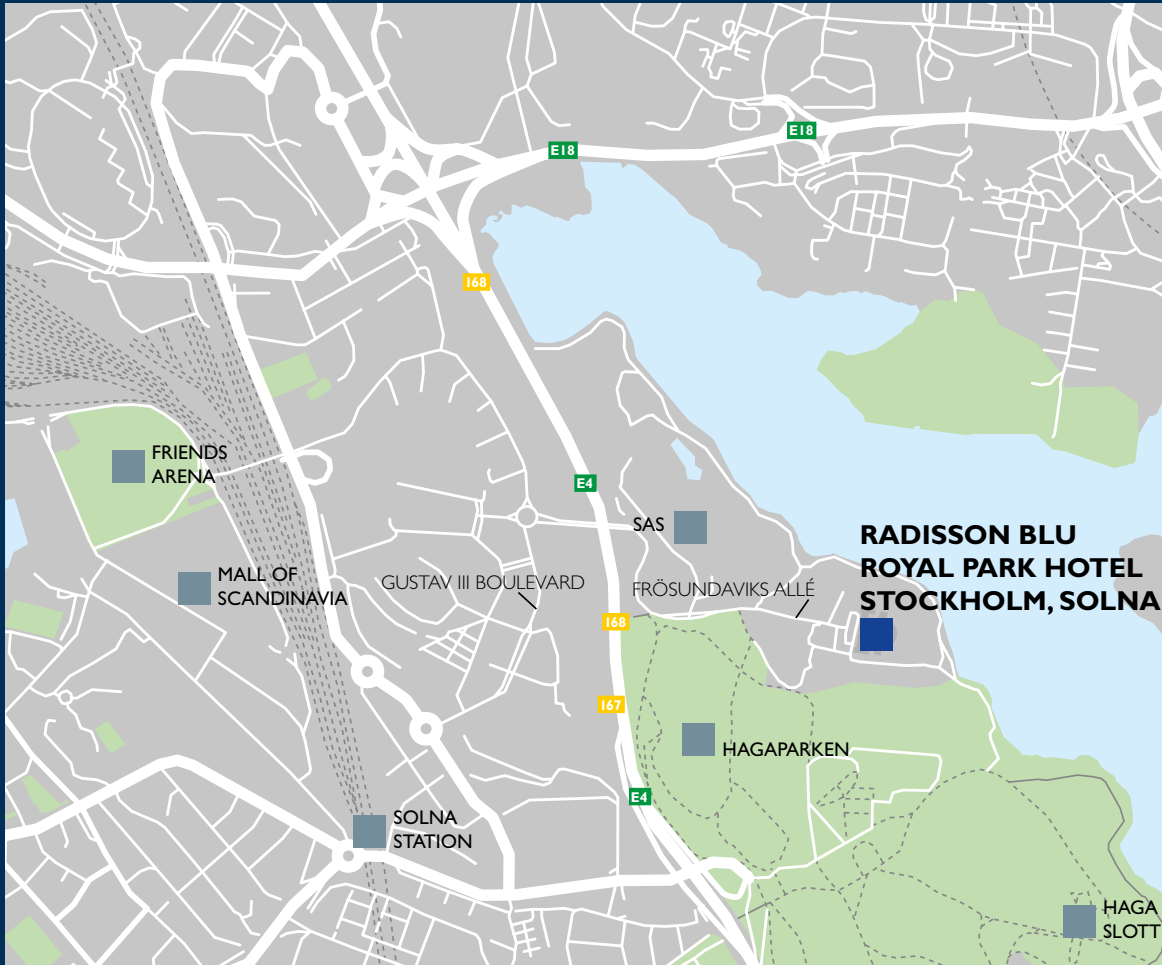 E18
E18
168
FRIENDS
ARENA
E4
SAS
RADISSON BLU
ROYAL PARK HOTEL
STOCKHOLM, SOLNA
MALL OF
SCANDINAVIA
GUSTAV III BOULEVARD
FRÖSUNDAVIKS ALLÉ
168
167
HAGAPARKEN
E4
SOLNA
STATION
HAGA
SLOTT